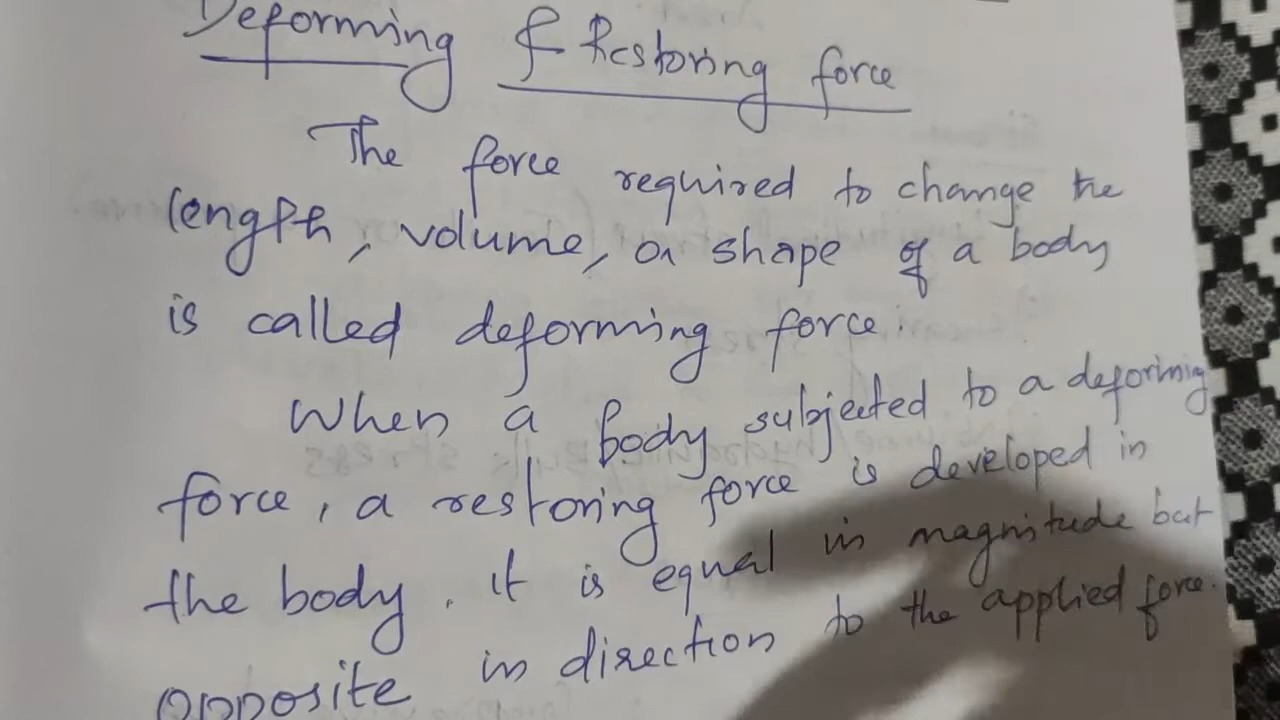 Deforming & Restoring force
The force required to change the
length, volume, or shape of a body
is called deforming force.
When a body subjected to a deforming
force, a restoring force is developed in
the body. it is equal in magnitude but
opposite in direction to the applied force.